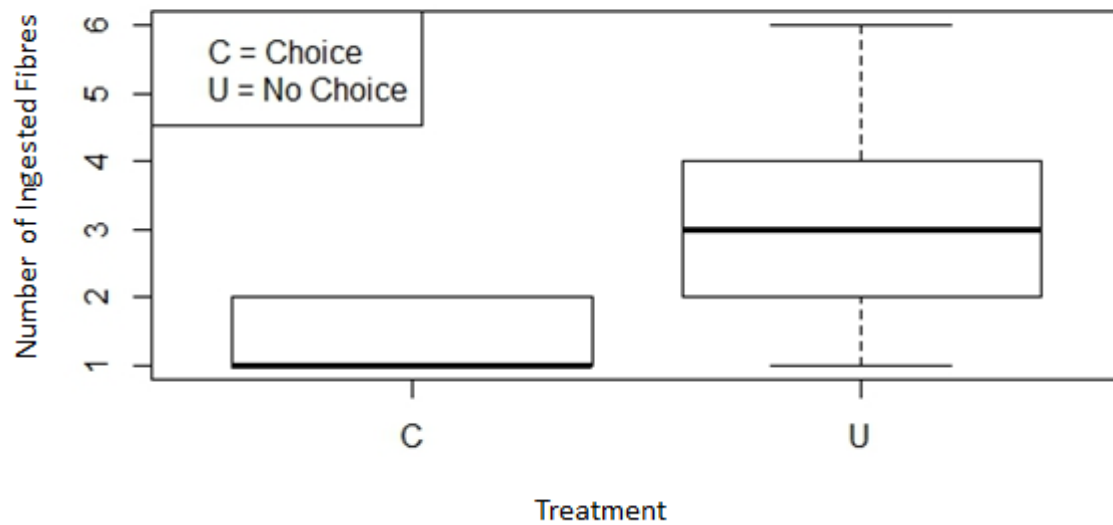 Number of Ingested Fibres
6
5
4
3
2
1
C = Choice
U = No Choice
C
U
Treatment